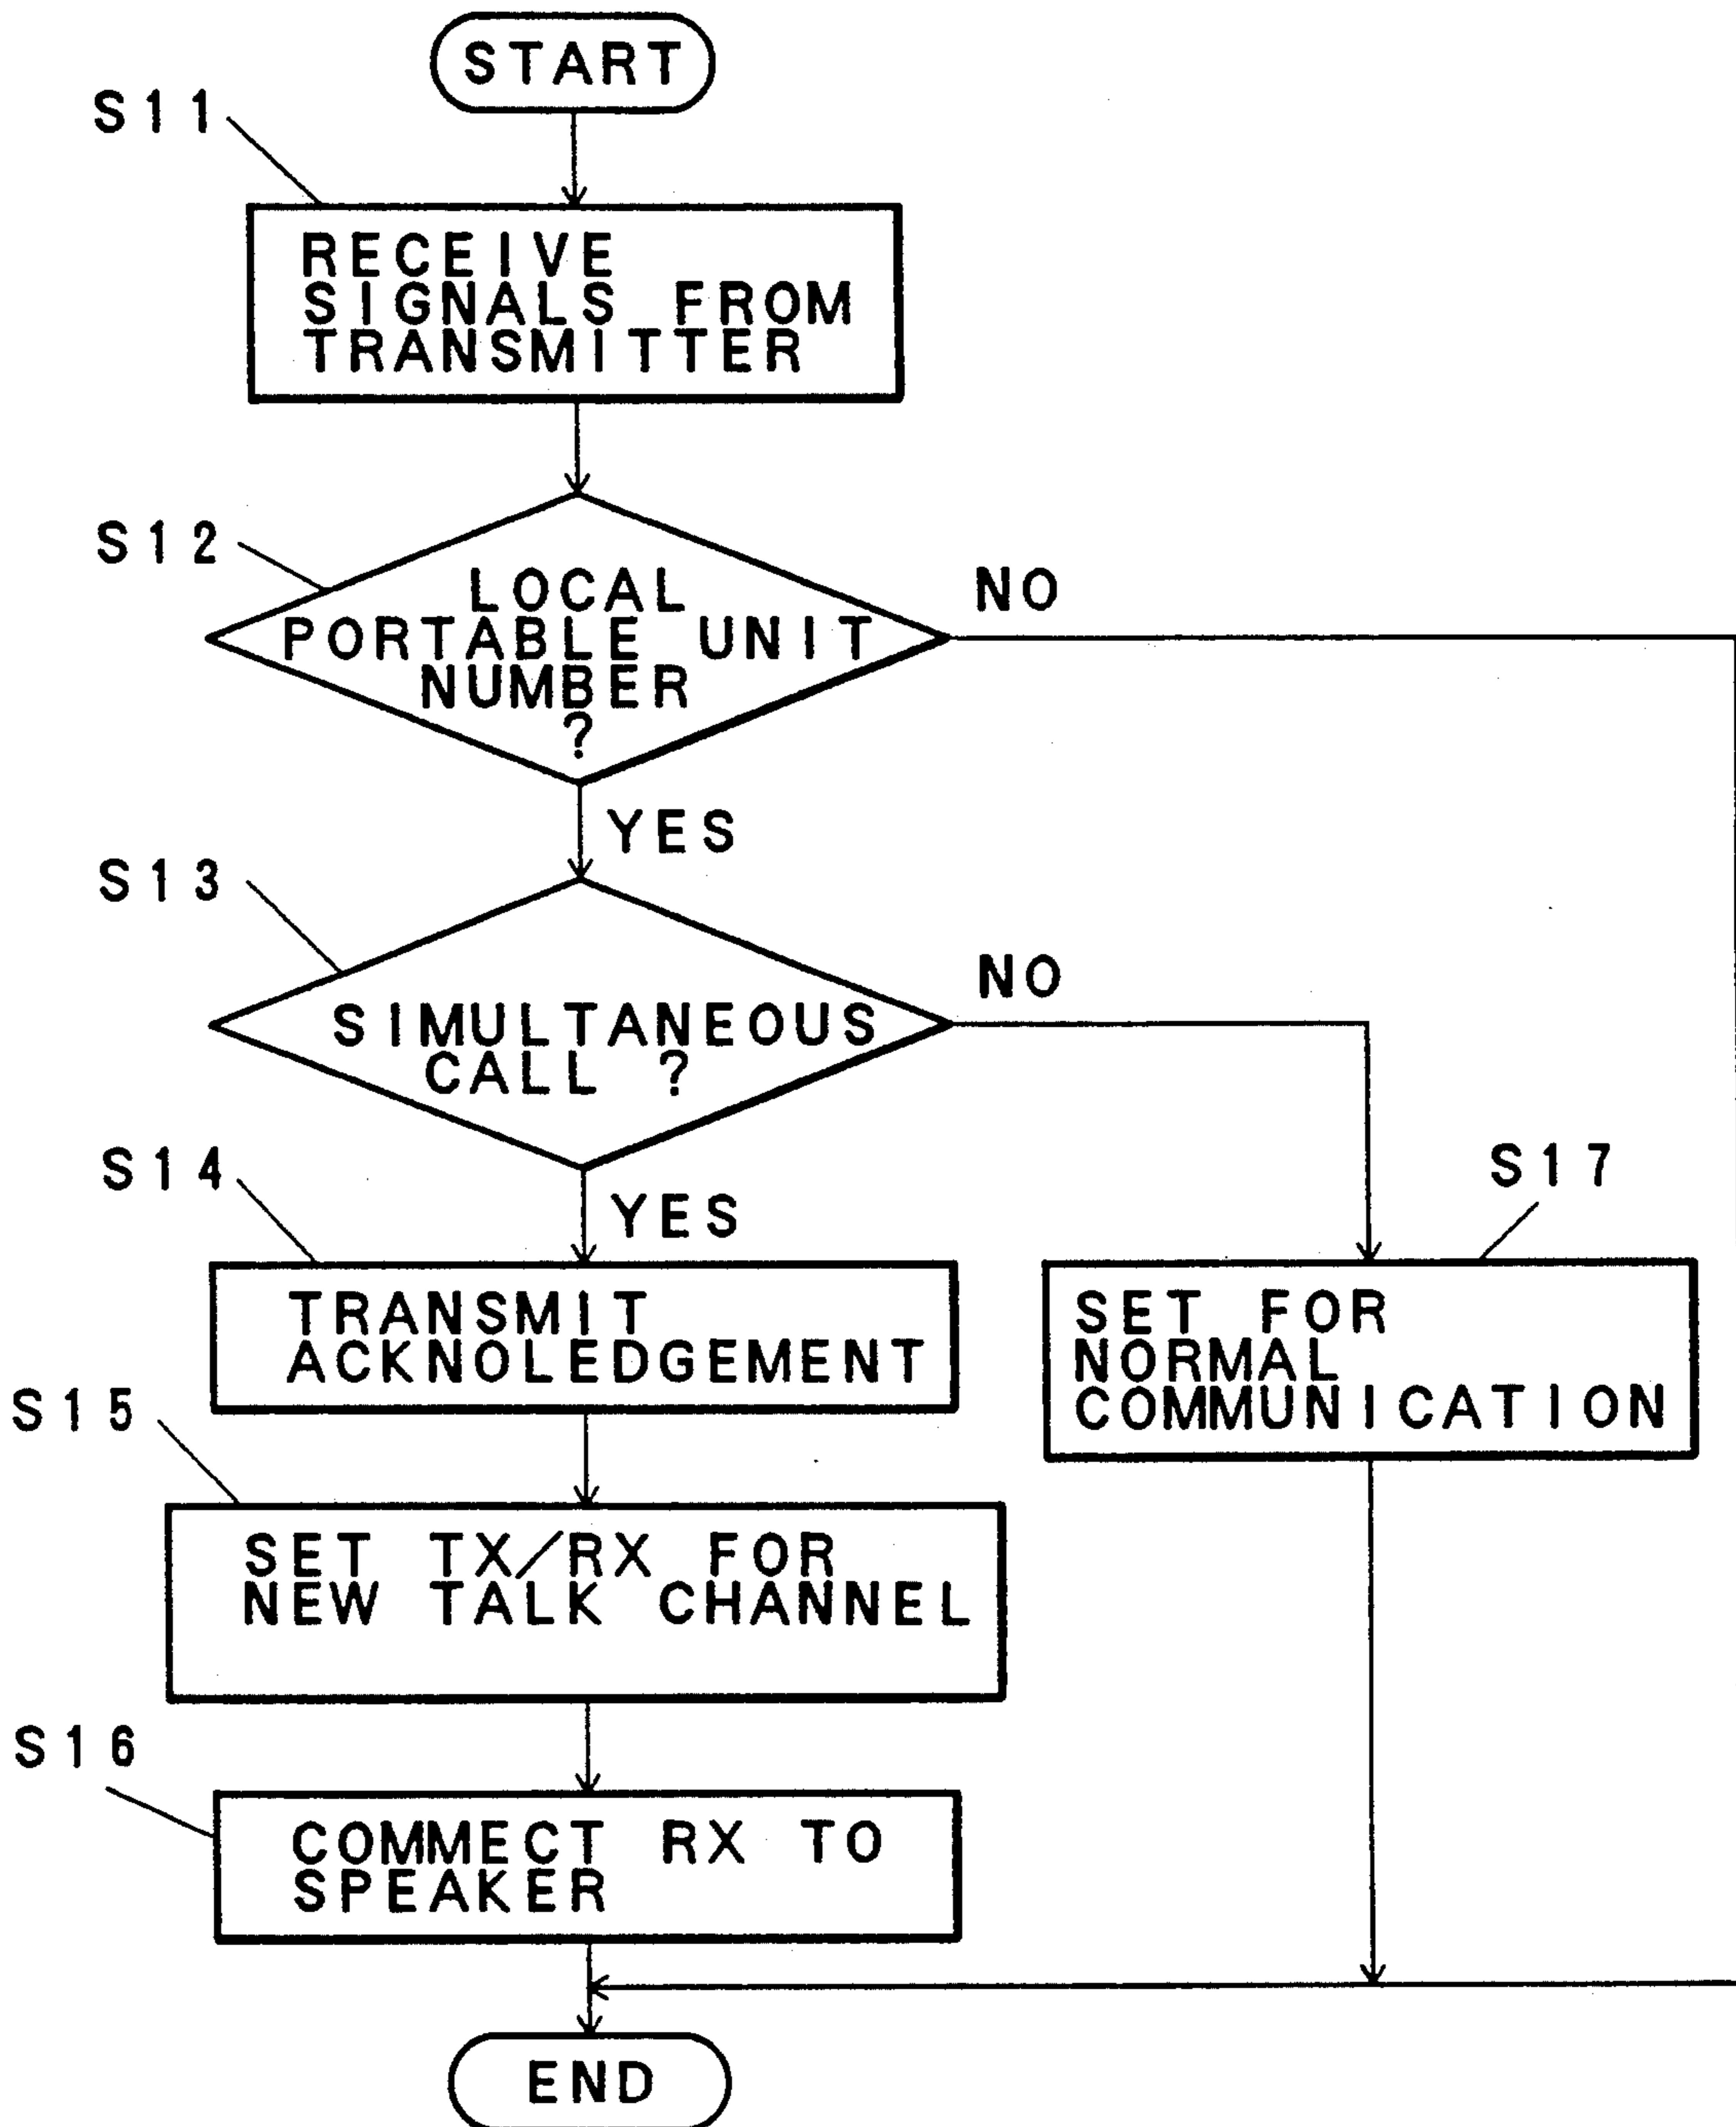 START
S11
RECEIVE
SIGNALS FROM
TRANSMITTER
S12
LOCAL
PORTABLE UNIT
NUMBER
?
NO
YES
S13
SIMULTANEOUS
CALL ?
NO
YES
S14
TRANSMIT
ACKNOLEDGEMENT
S17
SET FOR
NORMAL
COMMUNICATION
S15
SET TX/RX FOR
NEW TALK CHANNEL
S16
COMMECT RX TO
SPEAKER
END